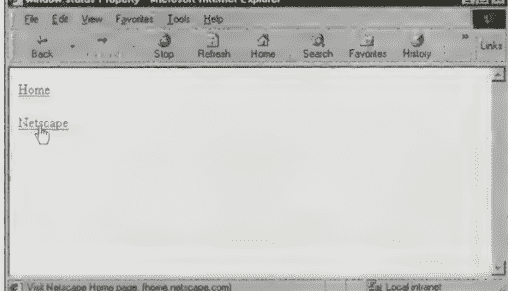 window.status Property - Microsoft Internet Explorer
File Edit View Favorites Tools Help
Back Stop Refresh Home Search Favorites History » Links
Home
Netscape
Visit Netscape Home page. (home.netscape.com) Local intranet